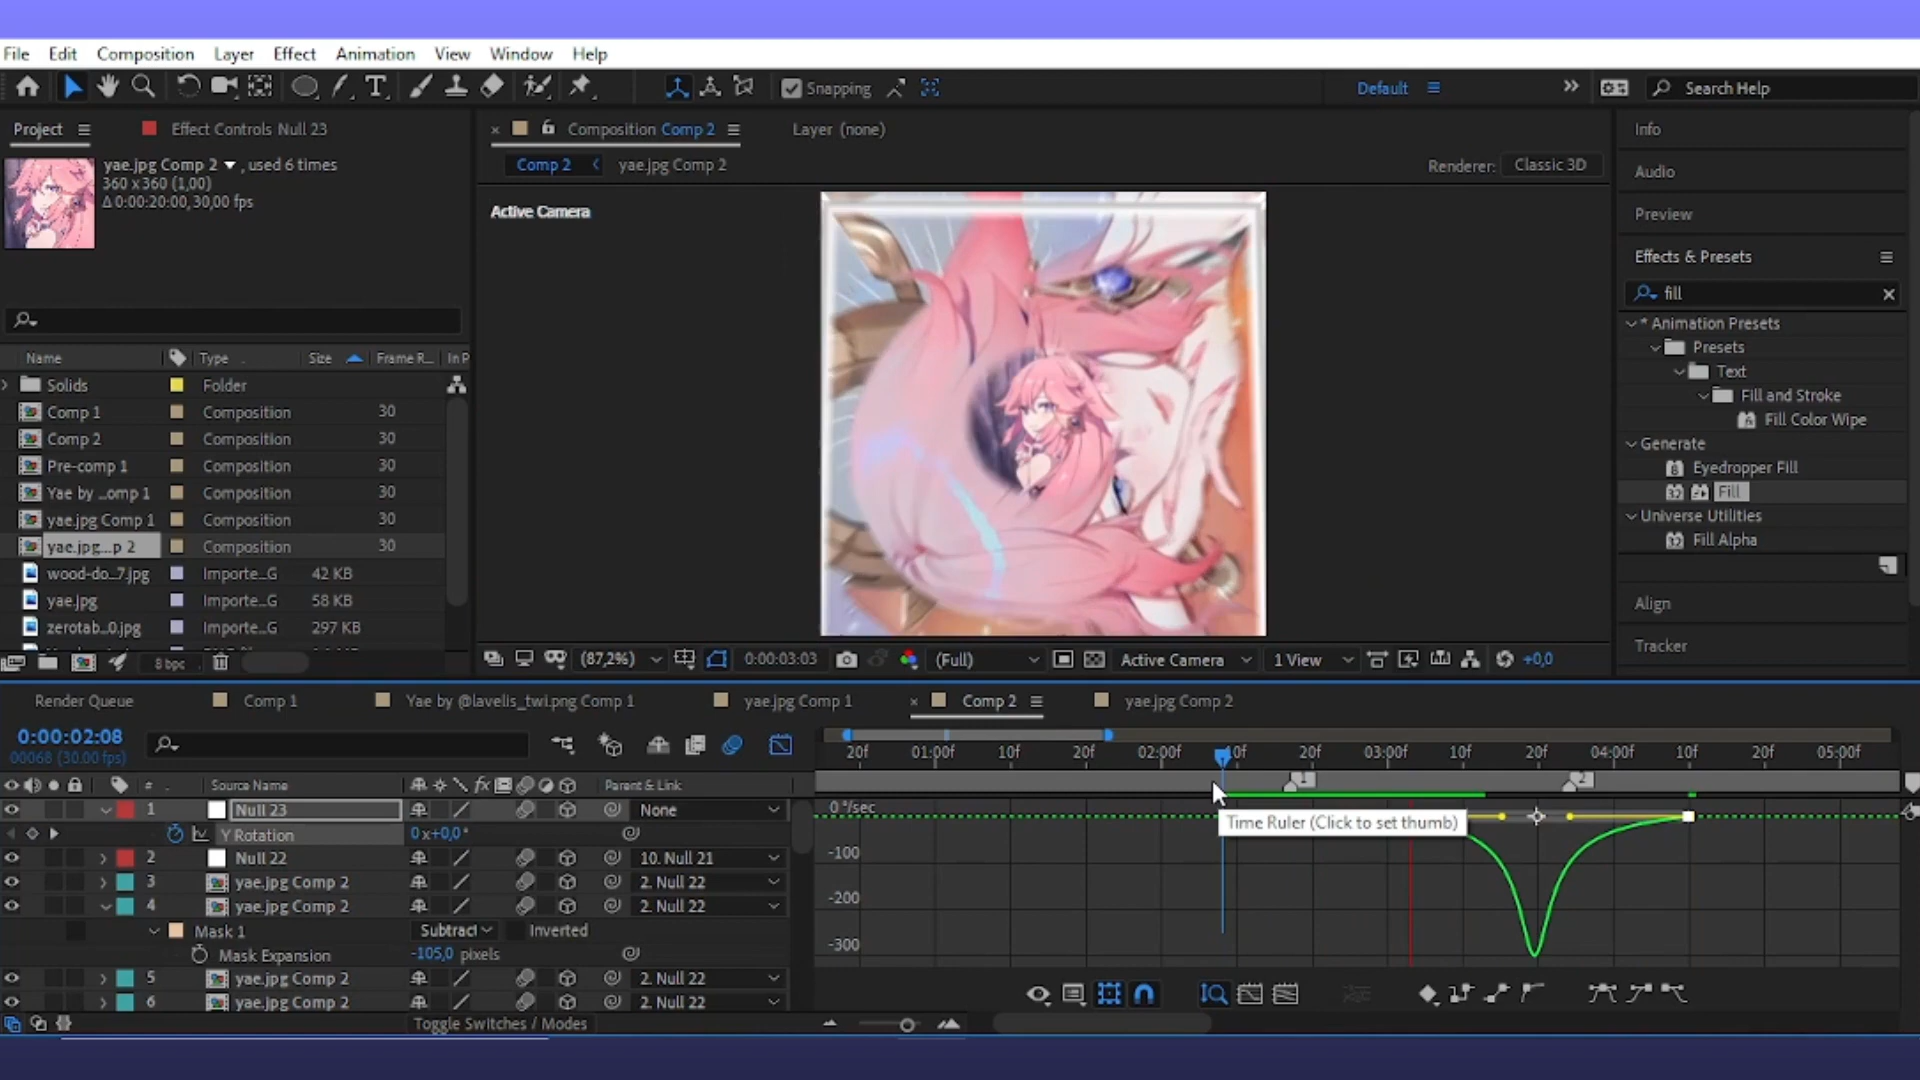 File Edit Composition Layer Effect Animation View Window Help
Snapping
Default
Search Help
Project
Effect Controls Null 23
Composition Comp 2
Layer (none)
Info
yae.jpg Comp 2 , used 6 times
360 x 360 (1,00)
Δ 0:00:20:00, 30,00 fps
Comp 2
yae.jpg Comp 2
Renderer: Classic 3D
Active Camera
Audio
Preview
Effects & Presets
fill
* Animation Presets
Presets
Text
Fill and Stroke
Fill Color Wipe
Generate
Eyedropper Fill
Fill
Universe Utilities
Fill Alpha
Align
Tracker
Name Type Size Frame R... In P
Solids Folder
Comp 1 Composition 30
Comp 2 Composition 30
Pre-comp 1 Composition 30
Yae by ...omp 1 Composition 30
yae.jpg Comp 1 Composition 30
yae.jpg...p 2 Composition 30
wood-do...7.jpg Importe...G 42 KB
yae.jpg Importe...G 58 KB
zerotab...0.jpg Importe...G 297 KB
8 bpc
(87,2%) 0:00:03:03 (Full) Active Camera 1 View +0,0
Render Queue Comp 1 Yae by @lavelis_twi.png Comp 1 yae.jpg Comp 1 Comp 2 yae.jpg Comp 2
0:00:02:08
00068 (30.00 fps)
20f 01:00f 10f 20f 02:00f 10f 20f 03:00f 10f 20f 04:00f 10f 20f 05:00f
# Source Name fx Parent & Link
1 2
1 Null 23 None
Y Rotation 0x+0,0°
2 Null 22 10. Null 21
3 yae.jpg Comp 2 2. Null 22
4 yae.jpg Comp 2 2. Null 22
Mask 1 Subtract Inverted
Mask Expansion -105,0 pixels
5 yae.jpg Comp 2 2. Null 22
6 yae.jpg Comp 2 2. Null 22
Toggle Switches / Modes
0 °/sec
Time Ruler (Click to set thumb)
-100
-200
-300